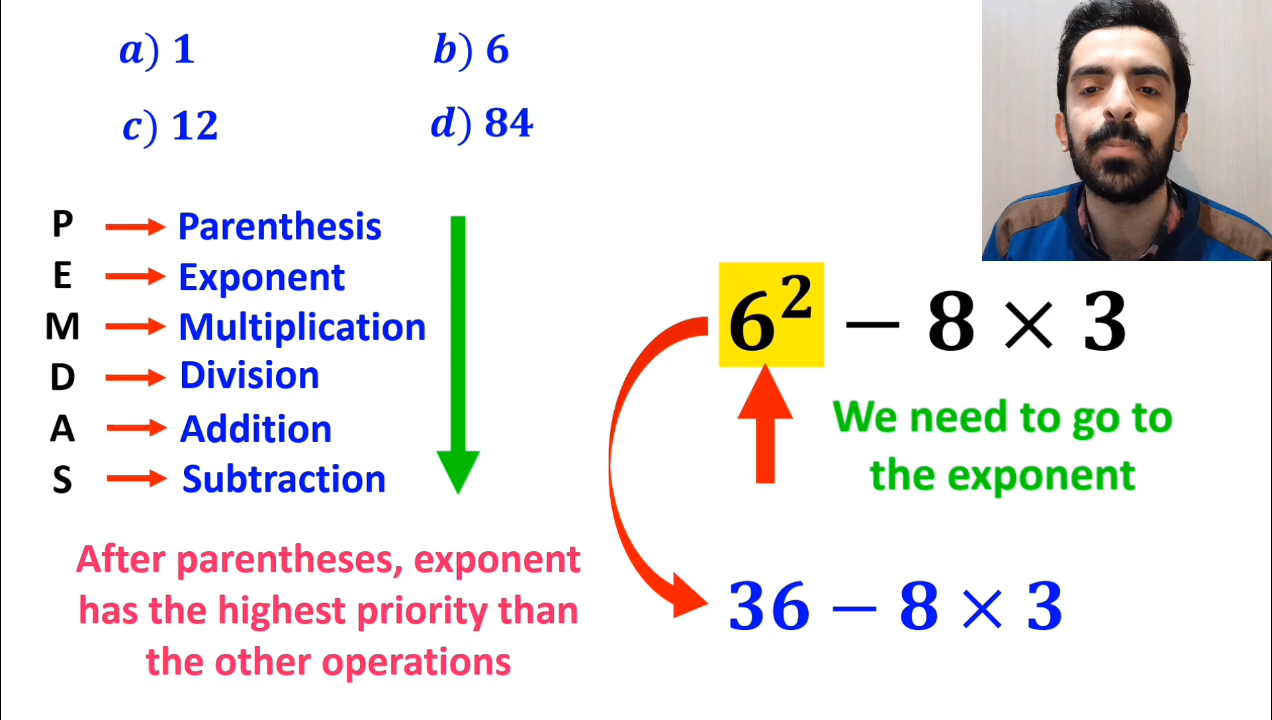 a) 1
b) 6
c) 12
d) 84
P → Parenthesis
E → Exponent
M → Multiplication
D → Division
A → Addition
S → Subtraction
After parentheses, exponent
has the highest priority than
the other operations
6² − 8 × 3
We need to go to
the exponent
36 − 8 × 3